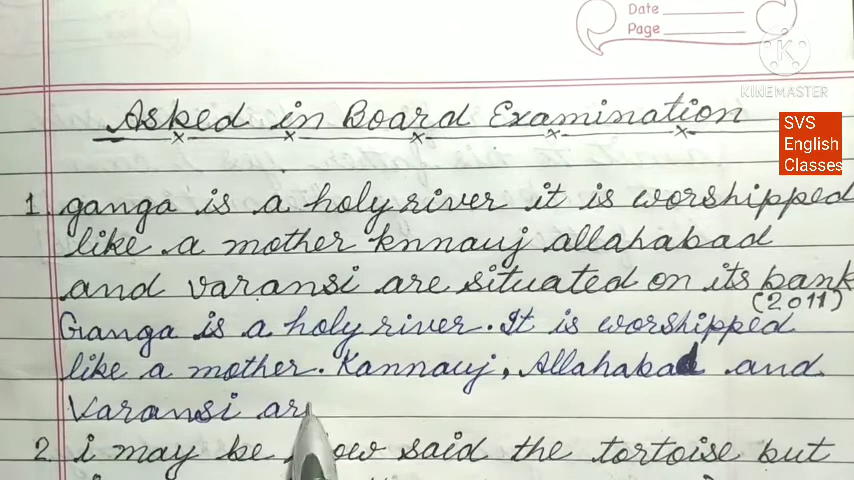 Date
Page
KINEMASTER
Asked in Board Examination
SVS
English
Classes
1. ganga is a holy river it is worshipped
like a mother knnauj allahabad
and varansi are situated on its bank
(2011)
Ganga is a holy river. It is worshipped
like a mother. Kannauj, Allahabad and
Varansi ar
2. i may be said the tortoise but